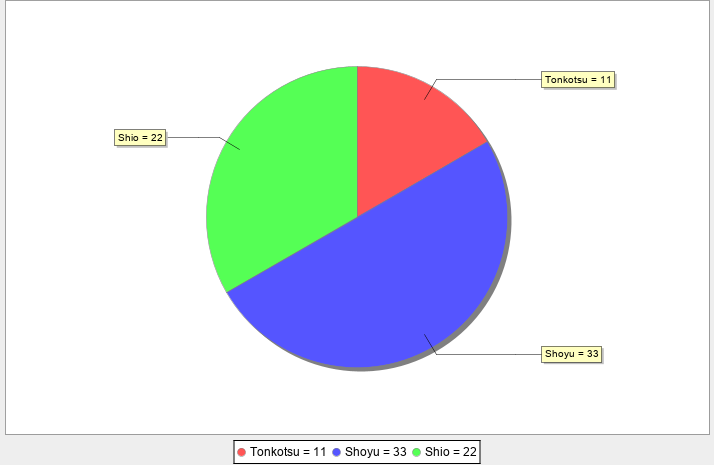 Tonkotsu = 11
Shio = 22
Shoyu = 33
Tonkotsu = 11 Shoyu = 33 Shio = 22